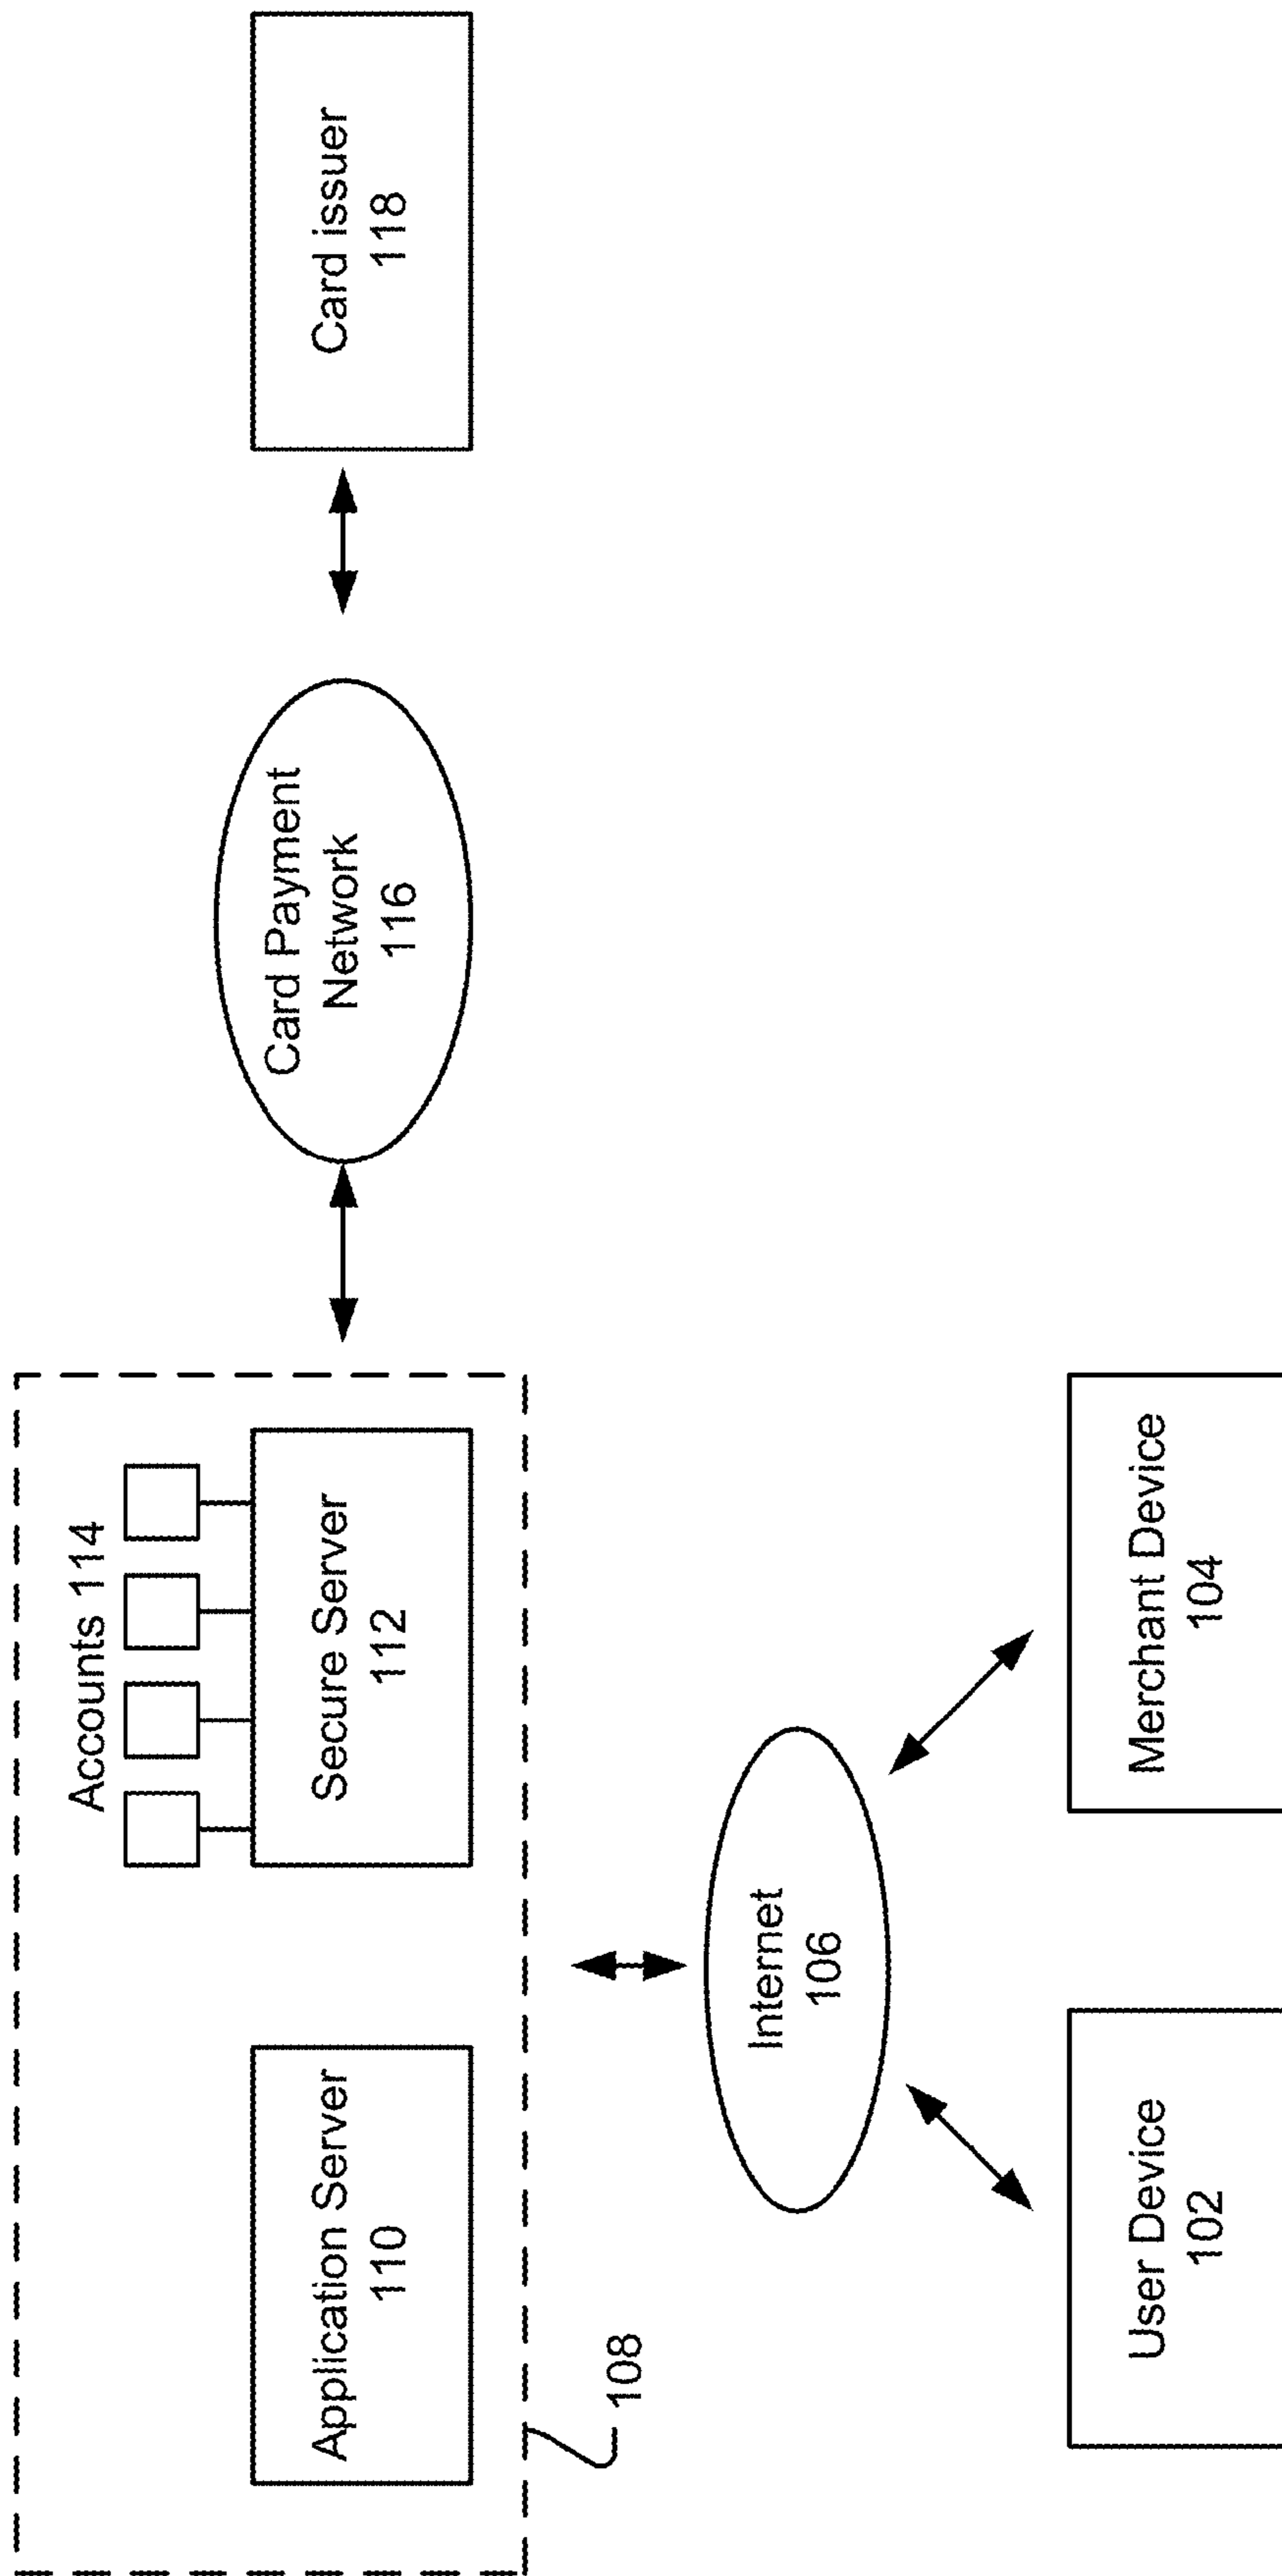 Accounts 114
Application Server
110
Secure Server
112
Card Payment
Network
116
Card issuer
118
108
Internet
106
User Device
102
Merchant Device
104